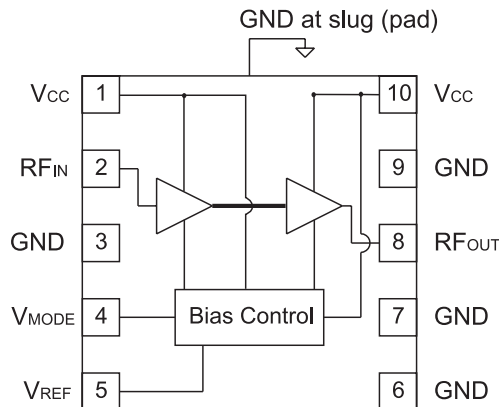 GND at slug (pad)
VCC 1 10 VCC
RFIN 2 9 GND
GND 3 8 RFOUT
VMODE 4 Bias Control 7 GND
VREF 5 6 GND